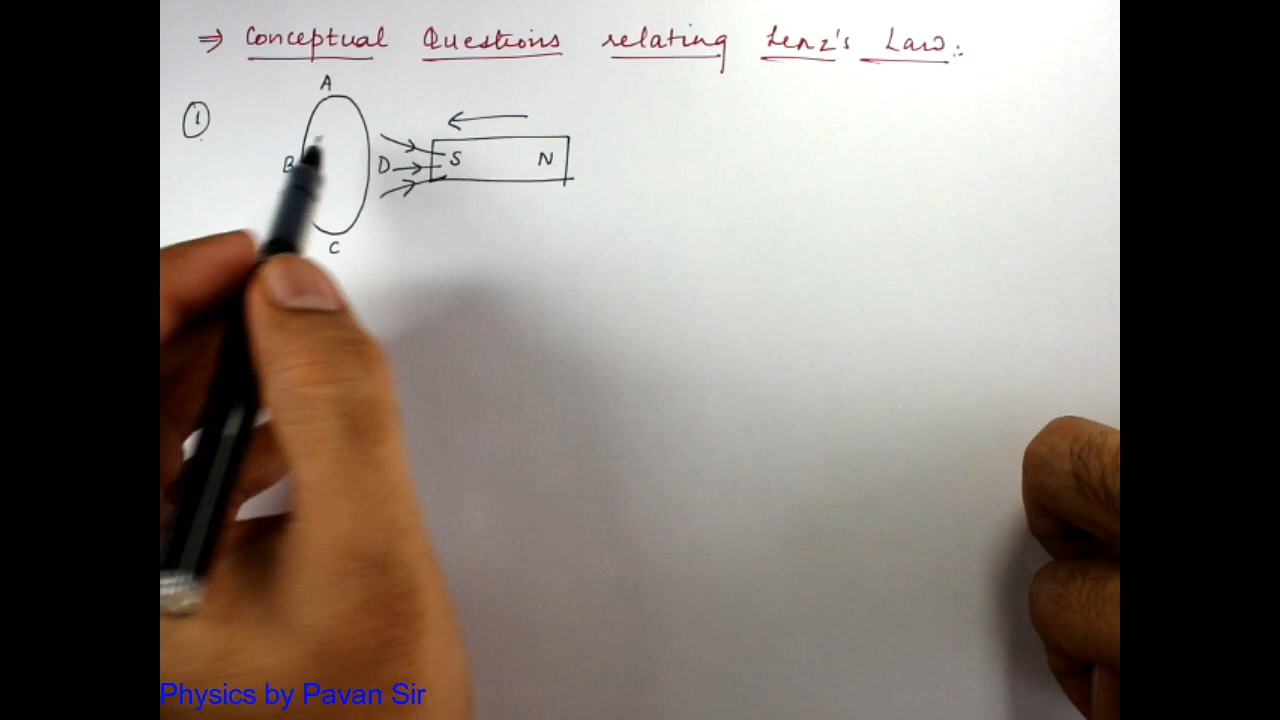 ⇒ Conceptual Questions relating Lenz's Law :
①
A
B D S N
C
Physics by Pavan Sir